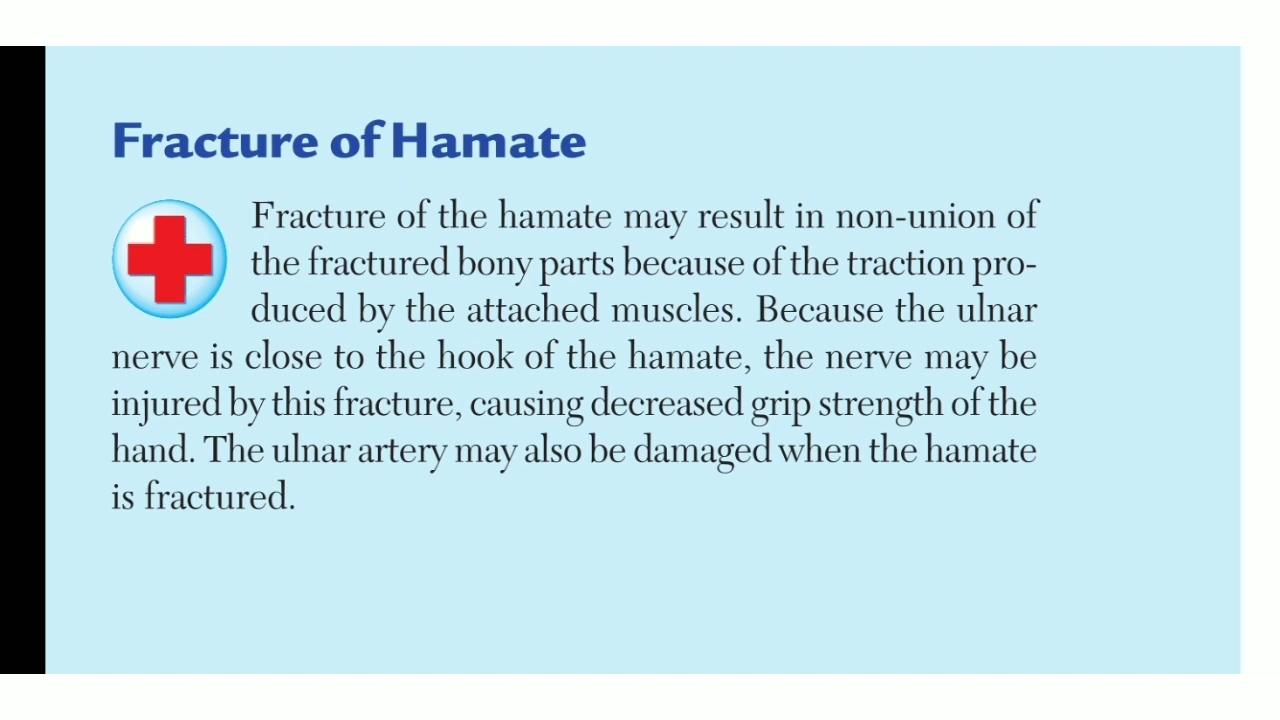 Fracture of Hamate
Fracture of the hamate may result in non-union of
the fractured bony parts because of the traction pro-
duced by the attached muscles. Because the ulnar
nerve is close to the hook of the hamate, the nerve may be
injured by this fracture, causing decreased grip strength of the
hand. The ulnar artery may also be damaged when the hamate
is fractured.